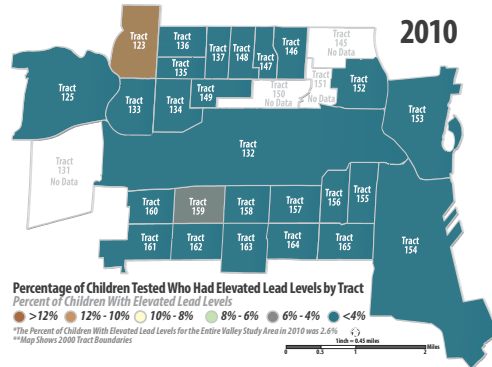 2010
Tract
123
Tract
136
Tract
137
Tract
148
Tract
147
Tract
146
Tract
145
No Data
Tract
135
Tract
125
Tract
133
Tract
134
Tract
149
Tract
150
No Data
Tract
151
No Data
Tract
152
Tract
153
Tract
132
Tract
131
No Data
Tract
160
Tract
159
Tract
158
Tract
157
Tract
156
Tract
155
Tract
161
Tract
162
Tract
163
Tract
164
Tract
165
Tract
154
Percentage of Children Tested Who Had Elevated Lead Levels by Tract
Percent of Children With Elevated Lead Levels
>12% 12% - 10% 10% - 8% 8% - 6% 6% - 4% <4%
*The Percent of Children With Elevated Lead Levels for the Entire Valley Study Area in 2010 was 2.6%
**Map Shows 2000 Tract Boundaries
1inch = 0.45 miles
0 0.5 1 2 Miles